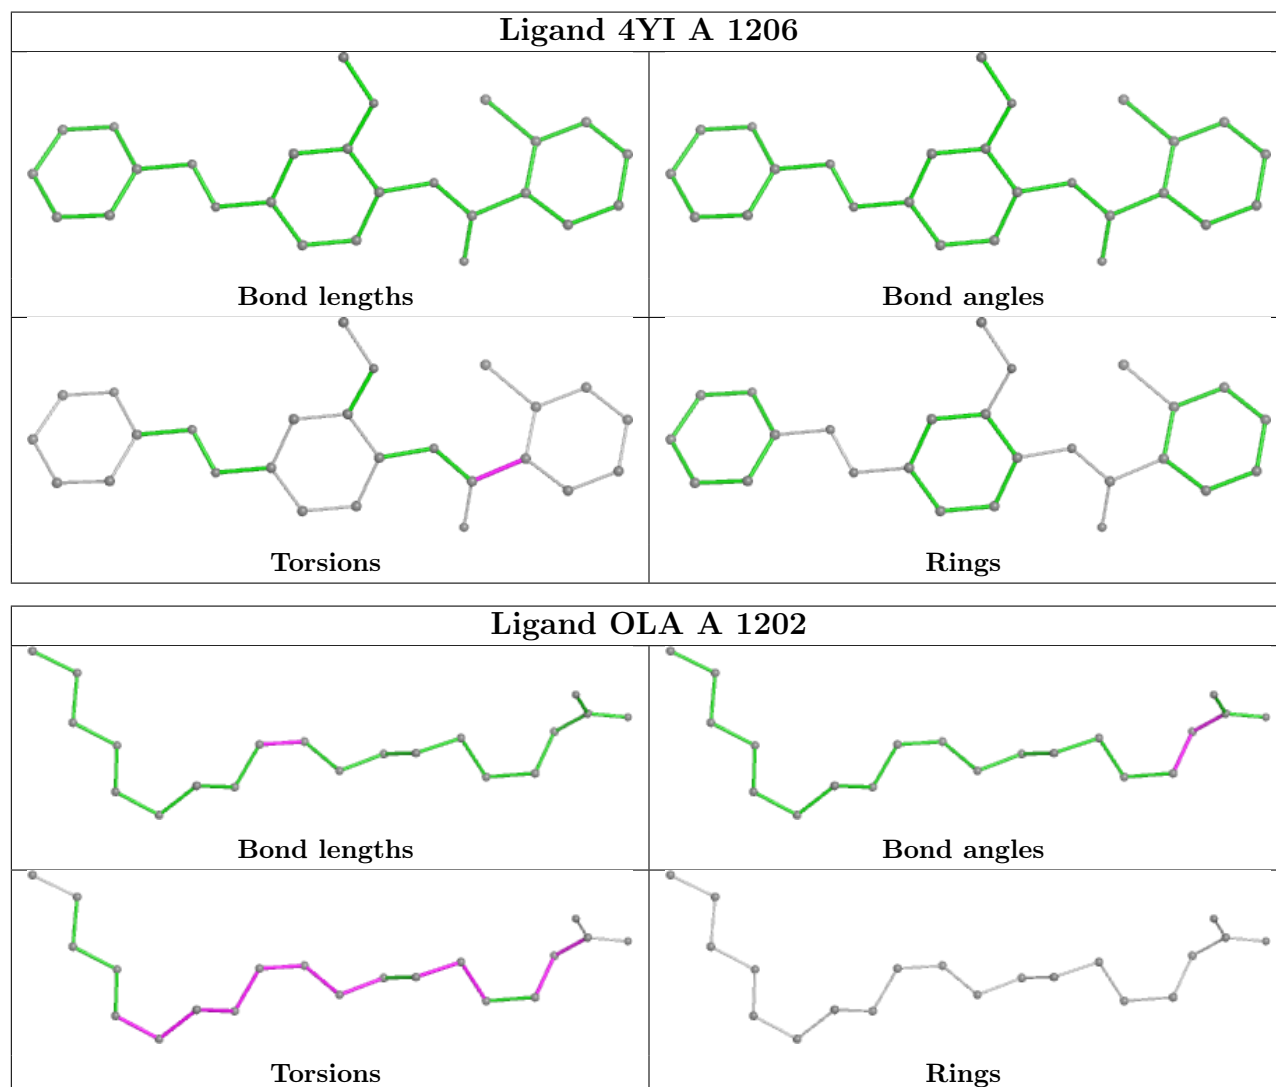 Ligand 4YI A 1206
Bond lengths
Bond angles
Torsions
Rings
Ligand OLA A 1202
Bond lengths
Bond angles
Torsions
Rings